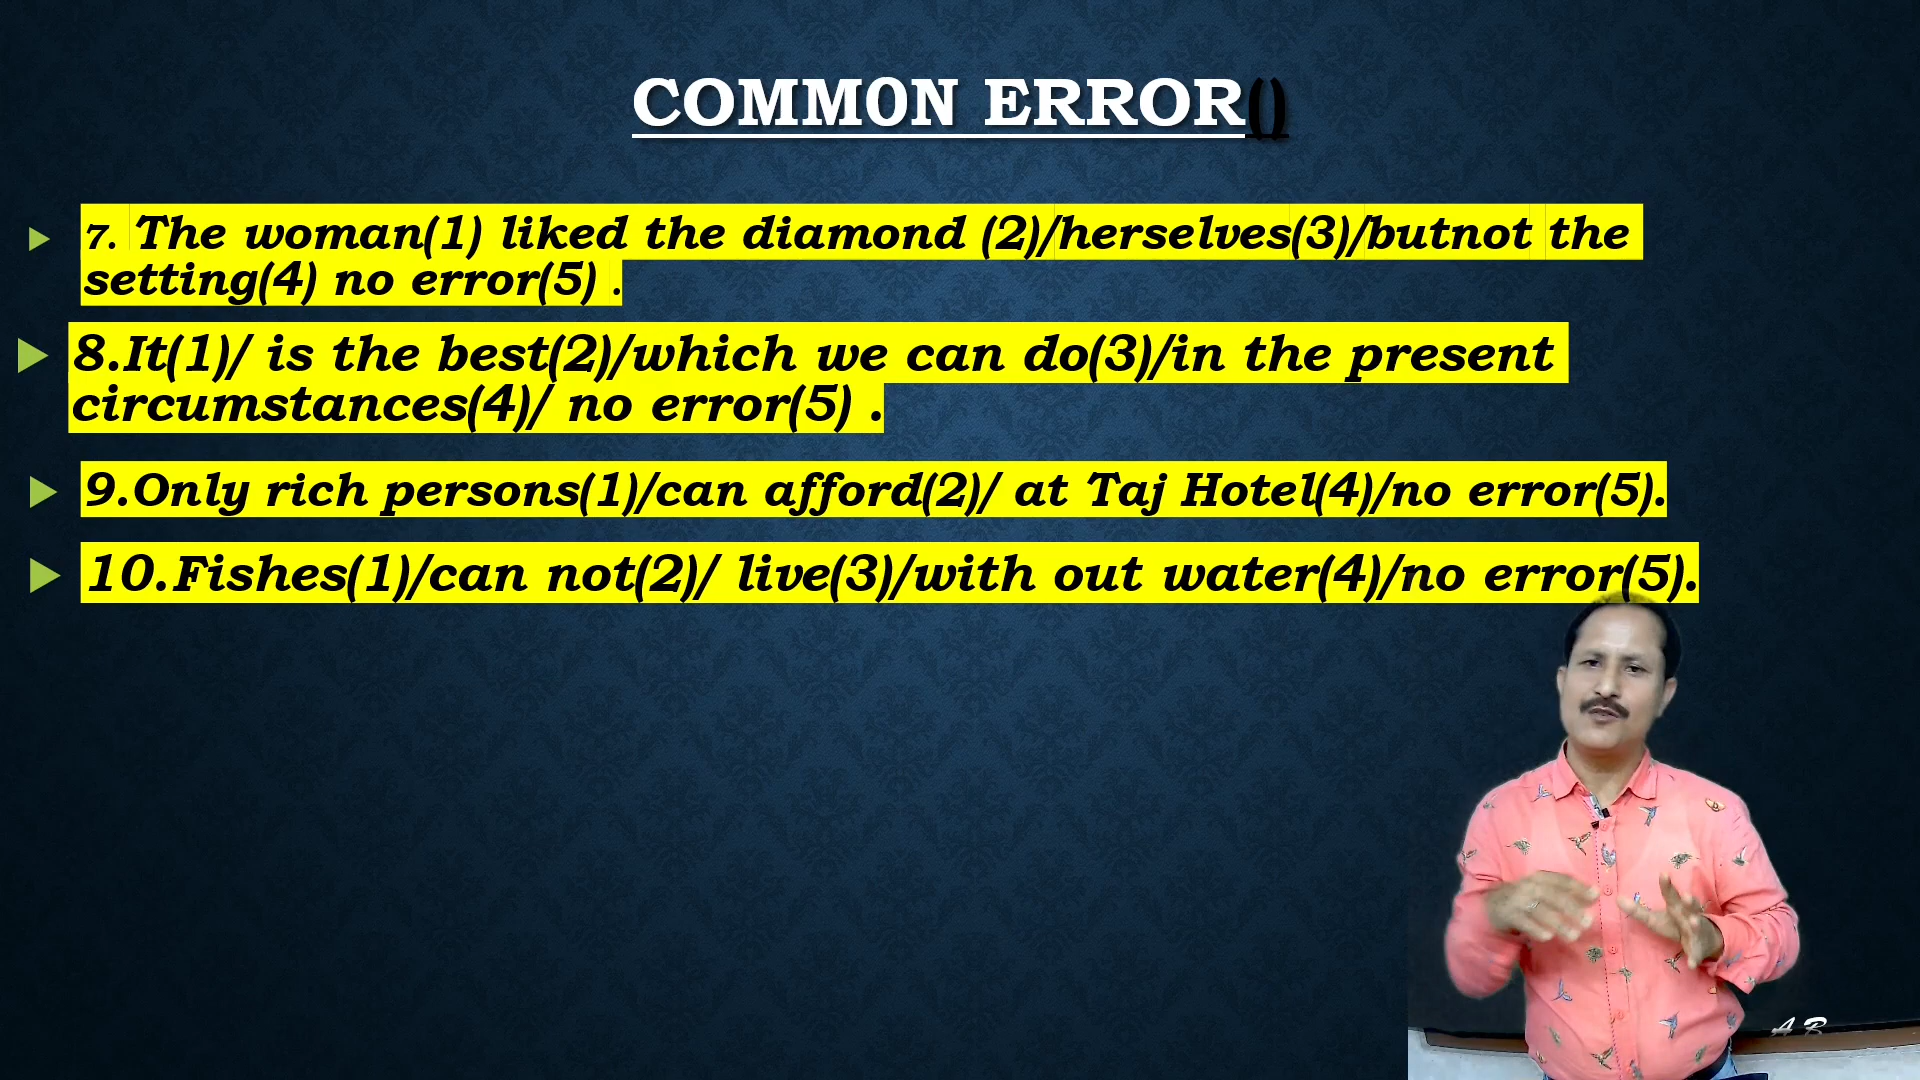 COMMON ERROR()
7. The woman(1) liked the diamond (2)/herselves(3)/butnot the
setting(4) no error(5) .
8.It(1)/ is the best(2)/which we can do(3)/in the present
circumstances(4)/ no error(5) .
9.Only rich persons(1)/can afford(2)/ at Taj Hotel(4)/no error(5).
10.Fishes(1)/can not(2)/ live(3)/with out water(4)/no error(5).
A B